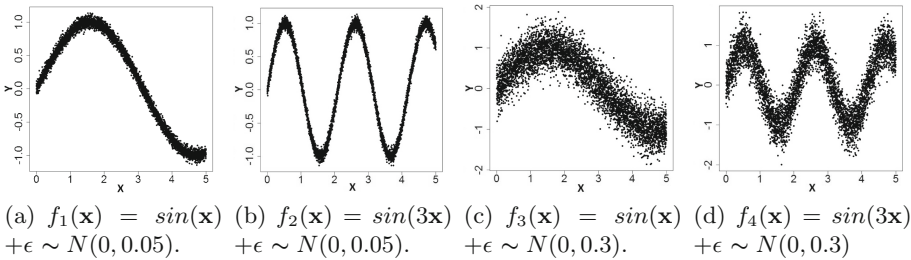 1.0
0.5
0.0
-0.5
-1.0
Y
0 1 2 3 4 5
X
1.0
0.5
0.0
-0.5
-1.0
Y
0 1 2 3 4 5
X
2
1
0
-1
-2
Y
0 1 2 3 4 5
X
2
1
0
-1
-2
Y
0 1 2 3 4 5
X
(a) f₁(x) = sin(x)
+ϵ ∼ N(0, 0.05).
(b) f₂(x) = sin(3x)
+ϵ ∼ N(0, 0.05).
(c) f₃(x) = sin(x)
+ϵ ∼ N(0, 0.3).
(d) f₄(x) = sin(3x)
+ϵ ∼ N(0, 0.3)